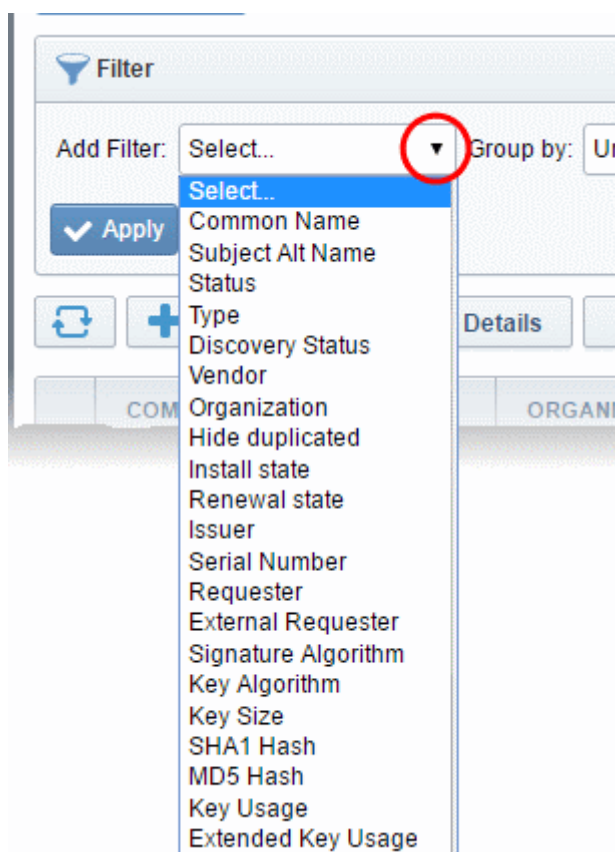 Filter
Add Filter: Select... ▼ Group by:
Select...
Common Name
Apply
Subject Alt Name
Status
Type
Details
Discovery Status
Vendor
Organization
Hide duplicated
Install state
Renewal state
Issuer
Serial Number
Requester
External Requester
Signature Algorithm
Key Algorithm
Key Size
SHA1 Hash
MD5 Hash
Key Usage
Extended Key Usage